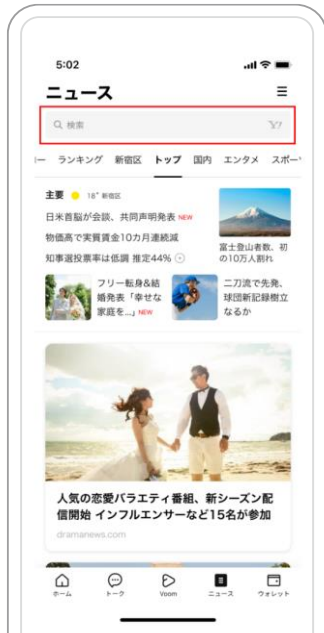 5:02
ニュース
検索
Y?
ー ランキング 新宿区 トップ 国内 エンタメ スポー
主要 18° 新宿区
日米首脳が会談、共同声明発表 NEW
物価高で実質賃金10カ月連続減
知事選投票率は低調 推定44%
富士登山者数、初
の10万人割れ
フリー転身&結
婚発表「幸せな
家庭を...」NEW
二刀流で先発、
球団新記録樹立
なるか
人気の恋愛バラエティ番組、新シーズン配
信開始 インフルエンサーなど15名が参加
dramanews.com
ホーム トーク Voom ニュース ウォレット